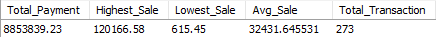 Total_Payment Highest_Sale Lowest_Sale Avg_Sale Total_Transaction
8853839.23 120166.58 615.45 32431.645531 273